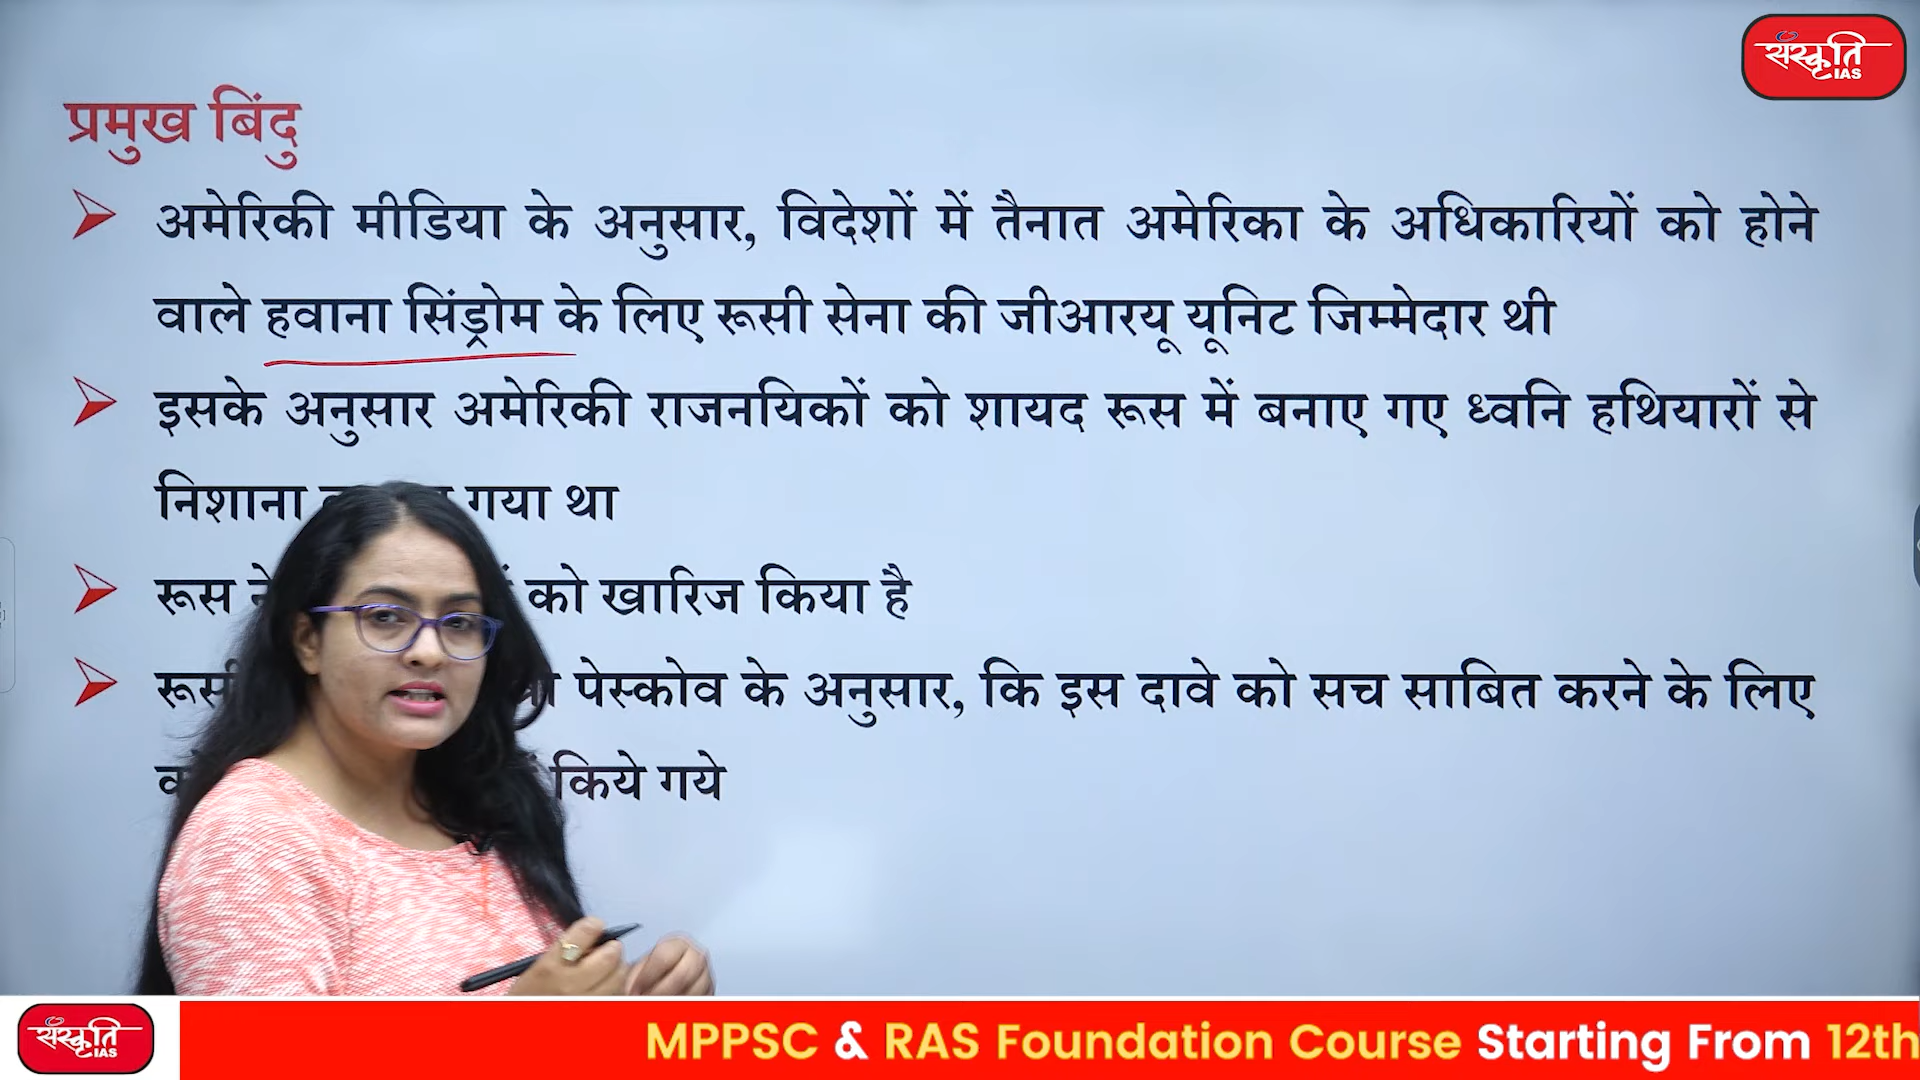 संस्कृति
IAS
प्रमुख बिंदु
अमेरिकी मीडिया के अनुसार, विदेशों में तैनात अमेरिका के अधिकारियों को होने
वाले हवाना सिंड्रोम के लिए रूसी सेना की जीआरयू यूनिट जिम्मेदार थी
इसके अनुसार अमेरिकी राजनयिकों को शायद रूस में बनाए गए ध्वनि हथियारों से
निशाना गया था
रूस को खारिज किया है
पेस्कोव के अनुसार, कि इस दावे को सच साबित करने के लिए
किये गये
संस्कृति
IAS
MPPSC & RAS Foundation Course Starting From 12th